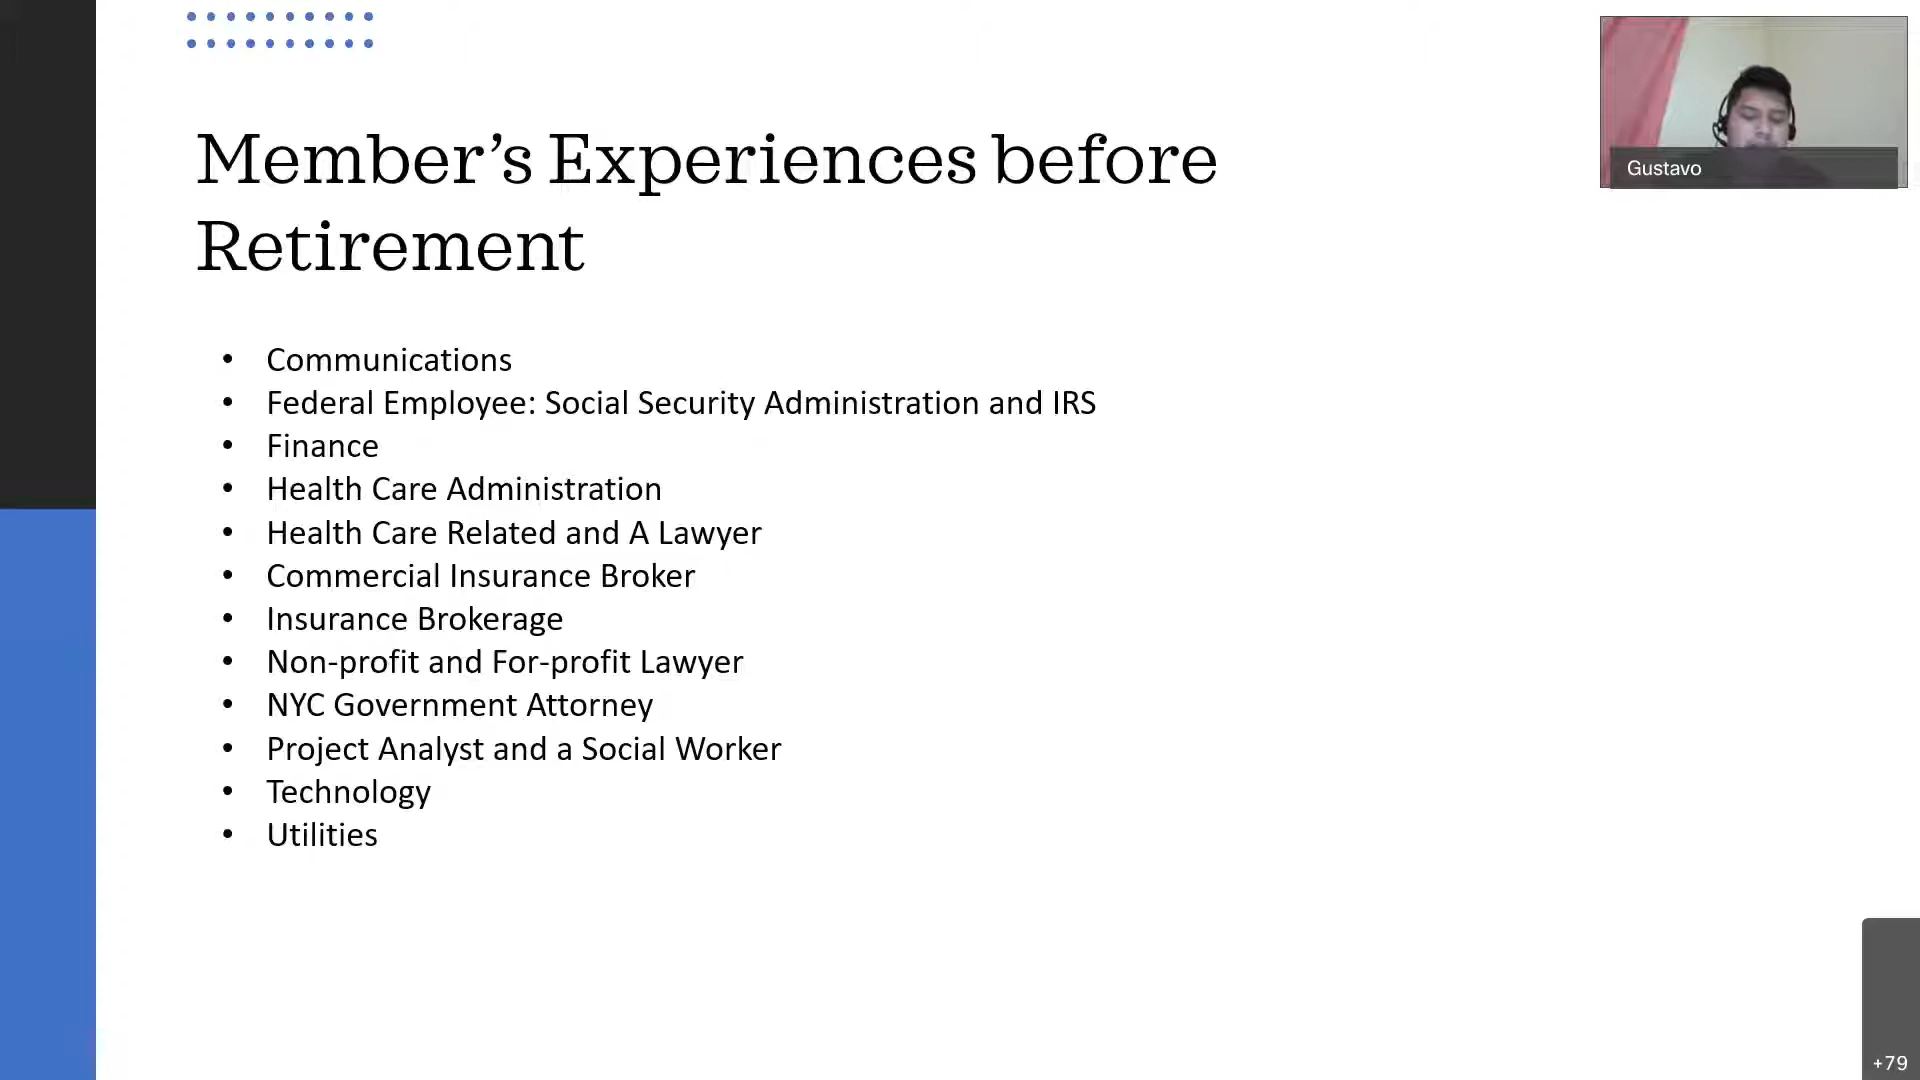 Member’s Experiences before
Retirement
• Communications
• Federal Employee: Social Security Administration and IRS
• Finance
• Health Care Administration
• Health Care Related and A Lawyer
• Commercial Insurance Broker
• Insurance Brokerage
• Non-profit and For-profit Lawyer
• NYC Government Attorney
• Project Analyst and a Social Worker
• Technology
• Utilities
Gustavo
+79